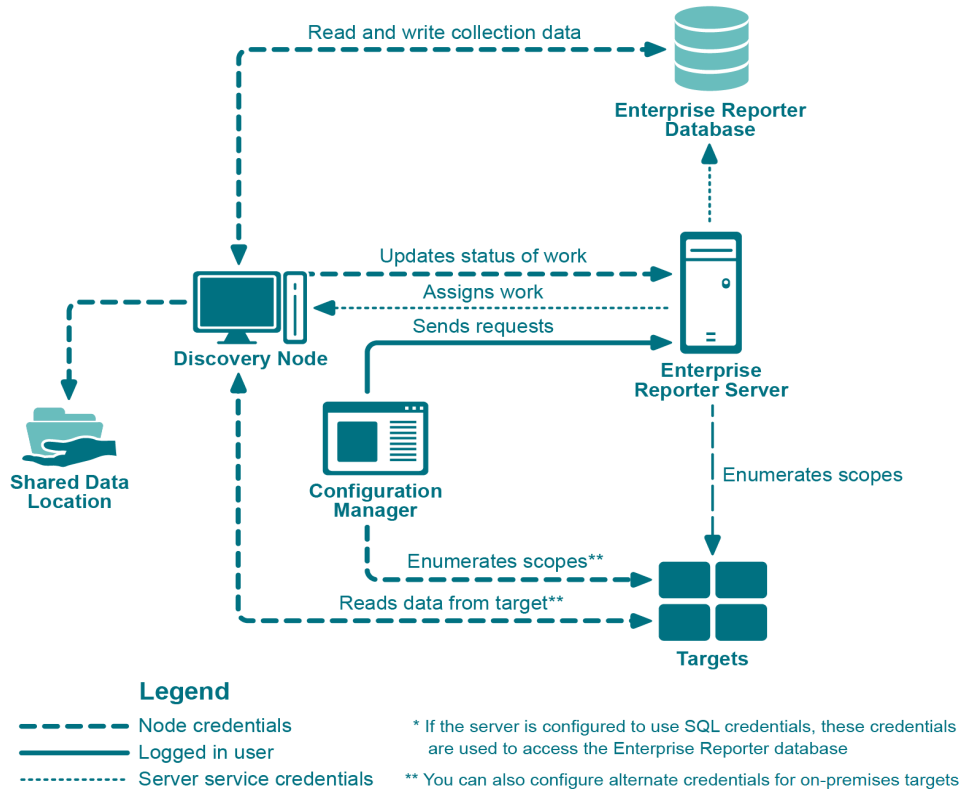 Read and write collection data
Enterprise Reporter
Database
Updates status of work
Assigns work
Sends requests
Discovery Node
Enterprise
Reporter Server
Shared Data
Location
Configuration
Manager
Enumerates scopes
Enumerates scopes**
Reads data from target**
Targets
Legend
Node credentials
Logged in user
Server service credentials
* If the server is configured to use SQL credentials, these credentials
are used to access the Enterprise Reporter database
** You can also configure alternate credentials for on-premises targets